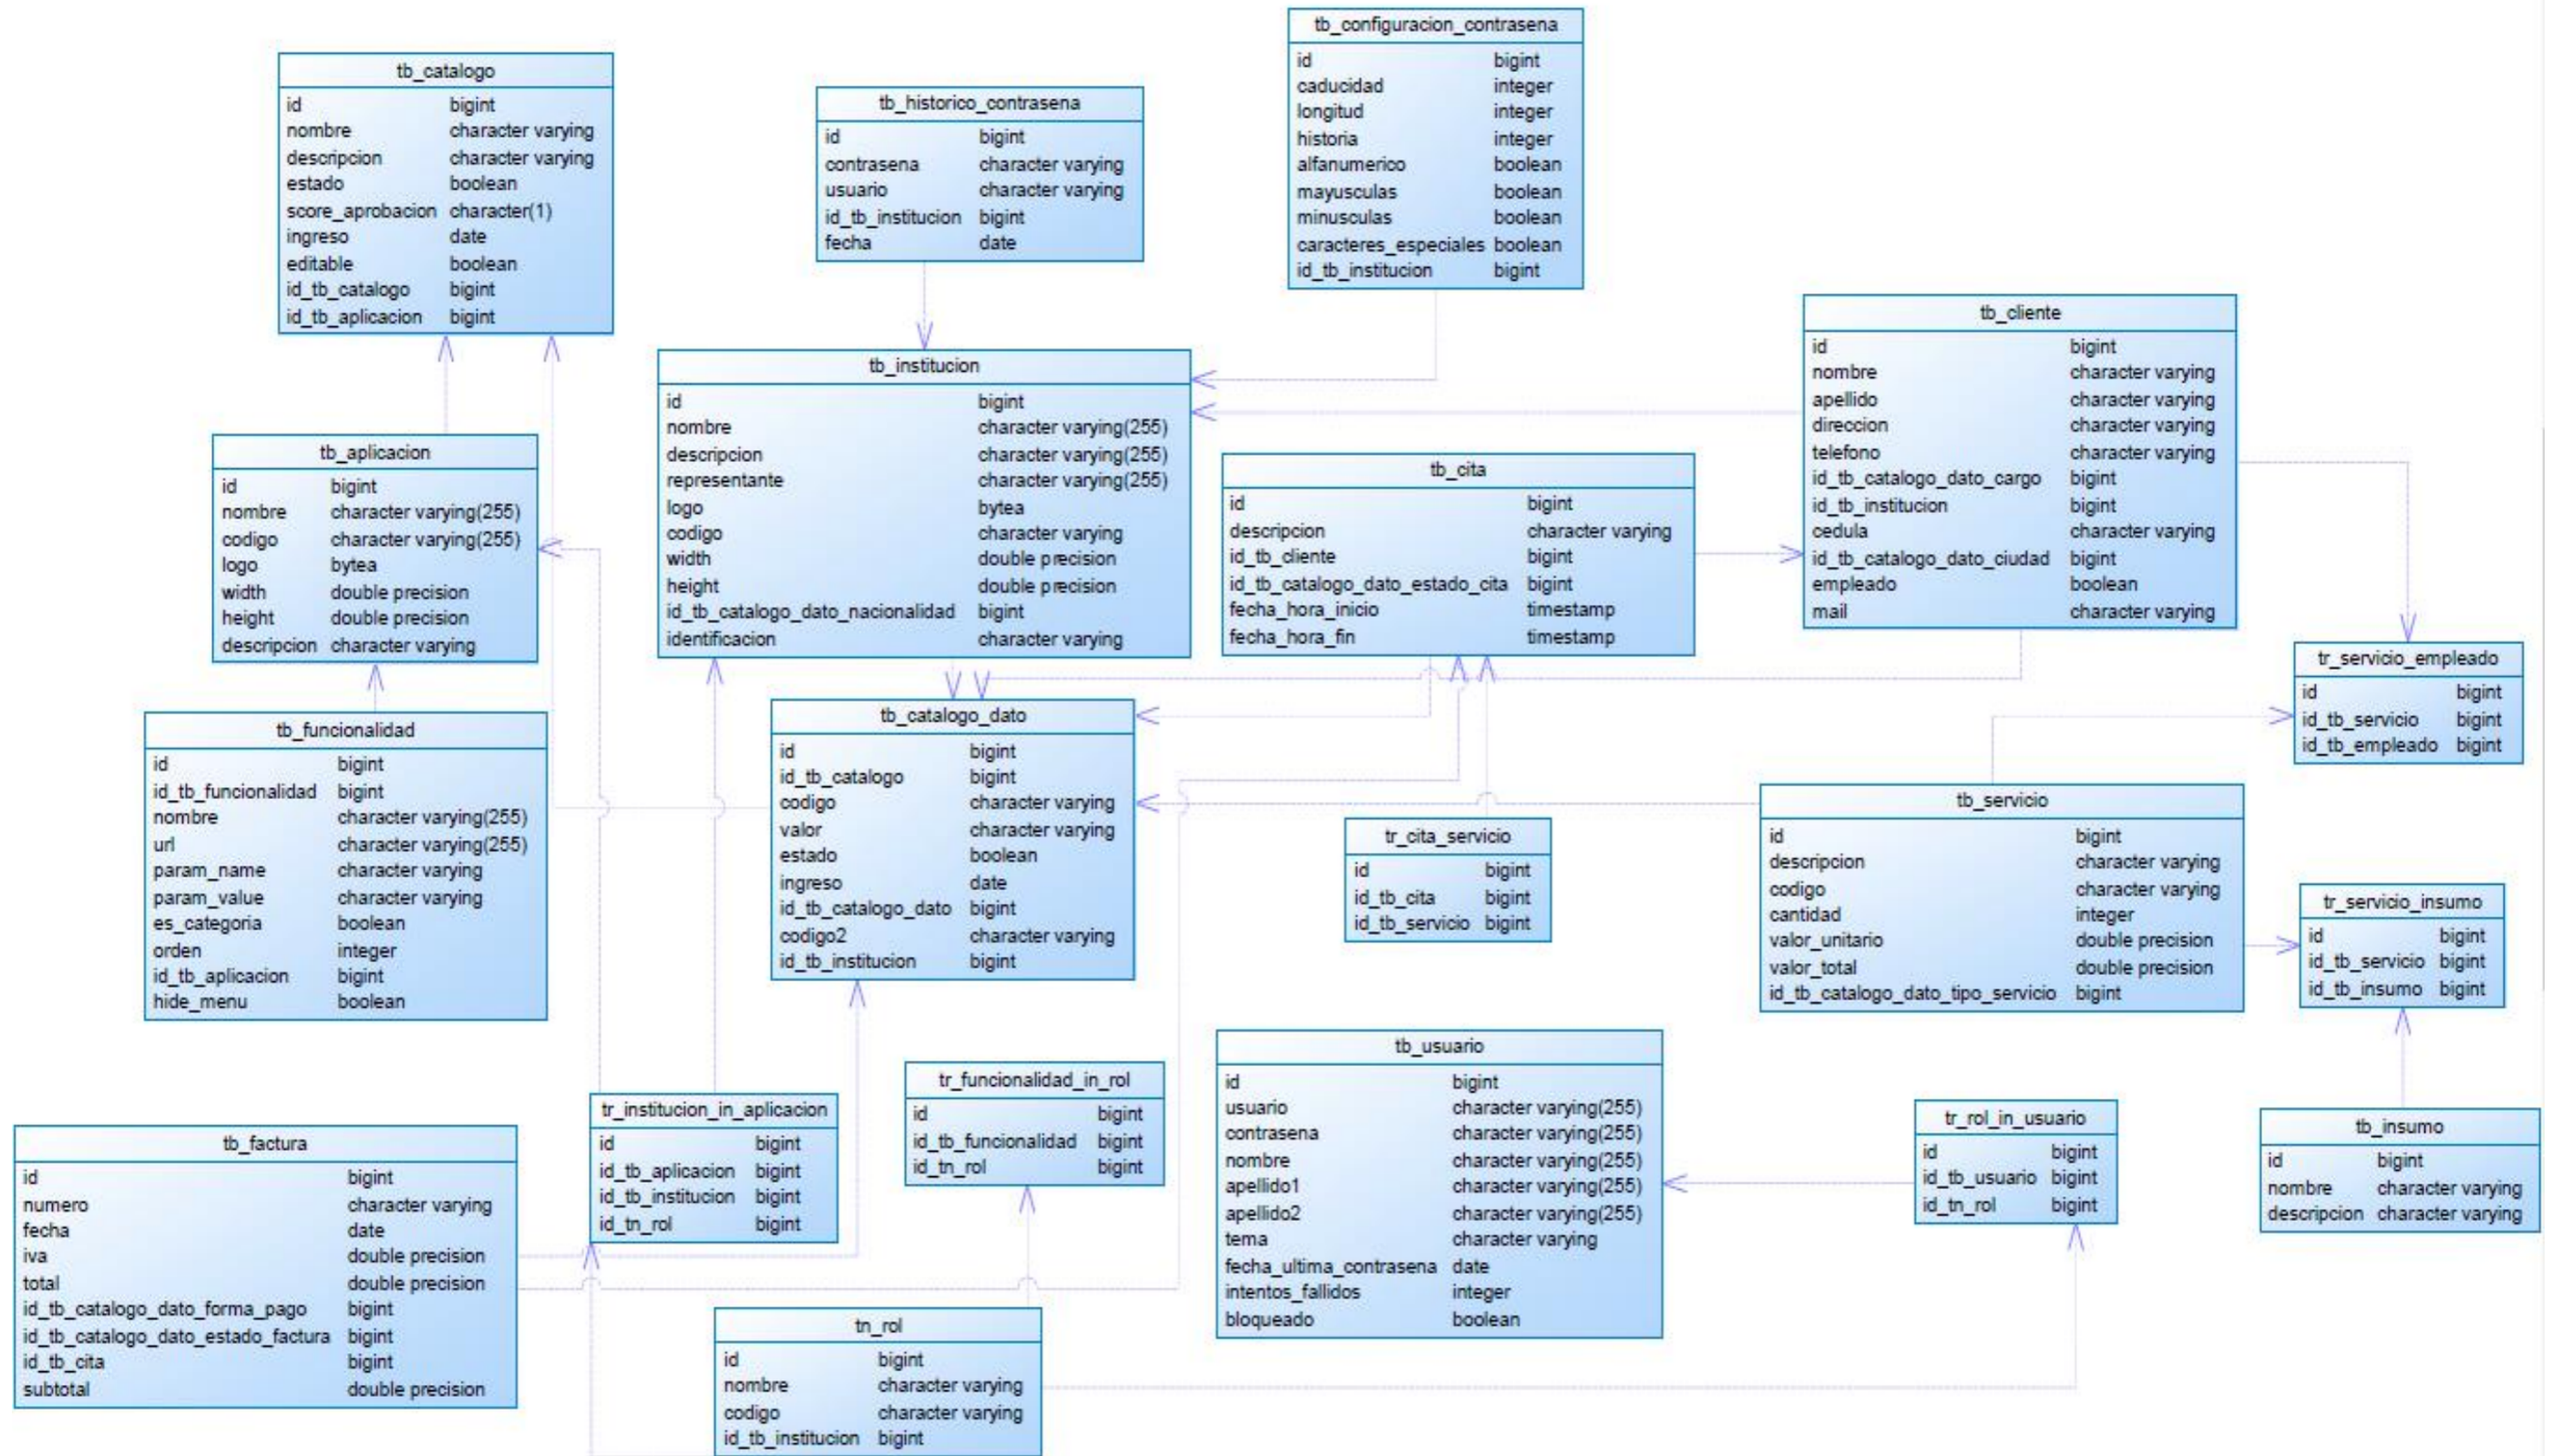 tb_configuracion_contrasena
id bigint
caducidad integer
longitud integer
historia integer
alfanumerico boolean
mayusculas boolean
minusculas boolean
caracteres_especiales boolean
id_tb_institucion bigint
tb_catalogo
id bigint
nombre character varying
descripcion character varying
estado boolean
score_aprobacion character(1)
ingreso date
editable boolean
id_tb_catalogo bigint
id_tb_aplicacion bigint
tb_historico_contrasena
id bigint
contrasena character varying
usuario character varying
id_tb_institucion bigint
fecha date
tb_cliente
id bigint
nombre character varying
apellido character varying
direccion character varying
telefono character varying
id_tb_catalogo_dato_cargo bigint
id_tb_institucion bigint
cedula character varying
id_tb_catalogo_dato_ciudad bigint
empleado boolean
mail character varying
tb_institucion
id bigint
nombre character varying(255)
descripcion character varying(255)
representante character varying(255)
logo bytea
codigo character varying
width double precision
height double precision
id_tb_catalogo_dato_nacionalidad bigint
identificacion character varying
tb_aplicacion
id bigint
nombre character varying(255)
codigo character varying(255)
logo bytea
width double precision
height double precision
descripcion character varying
tb_cita
id bigint
descripcion character varying
id_tb_cliente bigint
id_tb_catalogo_dato_estado_cita bigint
fecha_hora_inicio timestamp
fecha_hora_fin timestamp
tr_servicio_empleado
id bigint
id_tb_servicio bigint
id_tb_empleado bigint
tb_funcionalidad
id bigint
id_tb_funcionalidad bigint
nombre character varying(255)
url character varying(255)
param_name character varying
param_value character varying
es_categoria boolean
orden integer
id_tb_aplicacion bigint
hide_menu boolean
tb_catalogo_dato
id bigint
id_tb_catalogo bigint
codigo character varying
valor character varying
estado boolean
ingreso date
id_tb_catalogo_dato bigint
codigo2 character varying
id_tb_institucion bigint
tr_cita_servicio
id bigint
id_tb_cita bigint
id_tb_servicio bigint
tb_servicio
id bigint
descripcion character varying
codigo character varying
cantidad integer
valor_unitario double precision
valor_total double precision
id_tb_catalogo_dato_tipo_servicio bigint
tr_servicio_insumo
id bigint
id_tb_servicio bigint
id_tb_insumo bigint
tb_usuario
id bigint
usuario character varying(255)
contrasena character varying(255)
nombre character varying(255)
apellido1 character varying(255)
apellido2 character varying(255)
tema character varying
fecha_ultima_contrasena date
intentos_fallidos integer
bloqueado boolean
tr_funcionalidad_in_rol
id bigint
id_tb_funcionalidad bigint
id_tn_rol bigint
tr_institucion_in_aplicacion
id bigint
id_tb_aplicacion bigint
id_tb_institucion bigint
id_tn_rol bigint
tr_rol_in_usuario
id bigint
id_tb_usuario bigint
id_tn_rol bigint
tb_insumo
id bigint
nombre character varying
descripcion character varying
tb_factura
id bigint
numero character varying
fecha date
iva double precision
total double precision
id_tb_catalogo_dato_forma_pago bigint
id_tb_catalogo_dato_estado_factura bigint
id_tb_cita bigint
subtotal double precision
tn_rol
id bigint
nombre character varying
codigo character varying
id_tb_institucion bigint